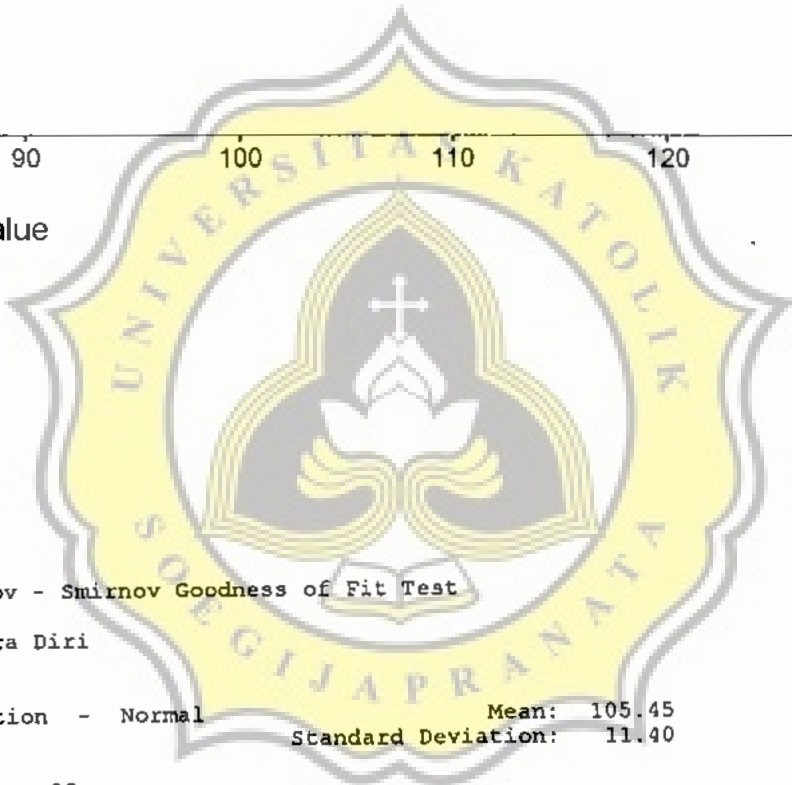 90 100 110 120
alue
UNIVERSITAS KATOLIK
SOEGIJAPRANATA
ov - Smirnov Goodness of Fit Test
a Diri
tion - Normal Mean: 105.45
Standard Deviation: 11.40